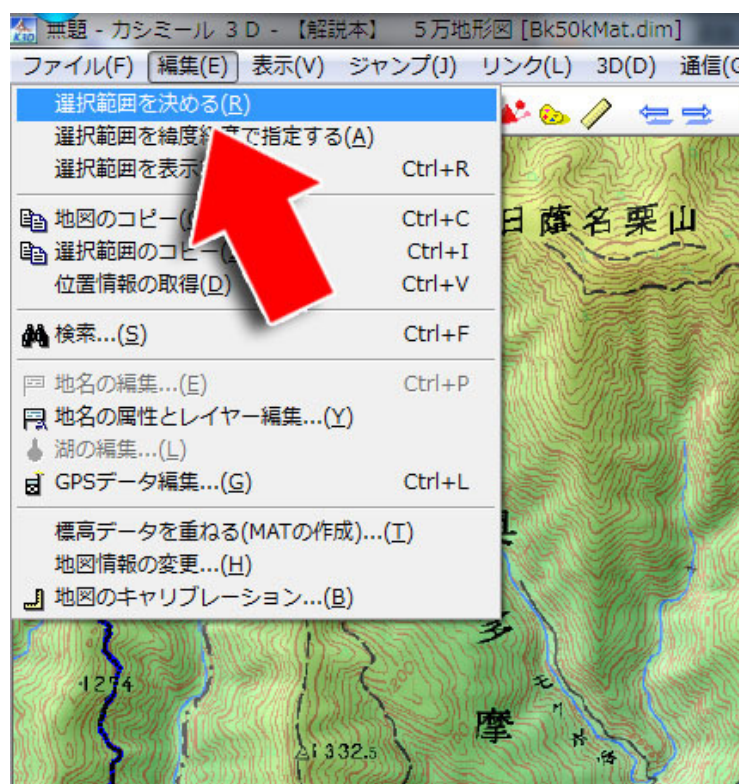 無題 - カシミール 3D - 【解説本】 5万地形図 [Bk50kMat.dim]
ファイル(F) 編集(E) 表示(V) ジャンプ(J) リンク(L) 3D(D) 通信(C
選択範囲を決める(R)
選択範囲を緯度経度で指定する(A)
選択範囲を表示 Ctrl+R
地図のコピー( Ctrl+C
選択範囲のコピー Ctrl+I
位置情報の取得(D) Ctrl+V
検索...(S) Ctrl+F
地名の編集...(E) Ctrl+P
地名の属性とレイヤー編集...(Y)
湖の編集...(L)
GPSデータ編集...(G) Ctrl+L
標高データを重ねる(MATの作成)...(T)
地図情報の変更...(H)
地図のキャリブレーション...(B)
日蔭名栗山
多
摩
1274
1332.5